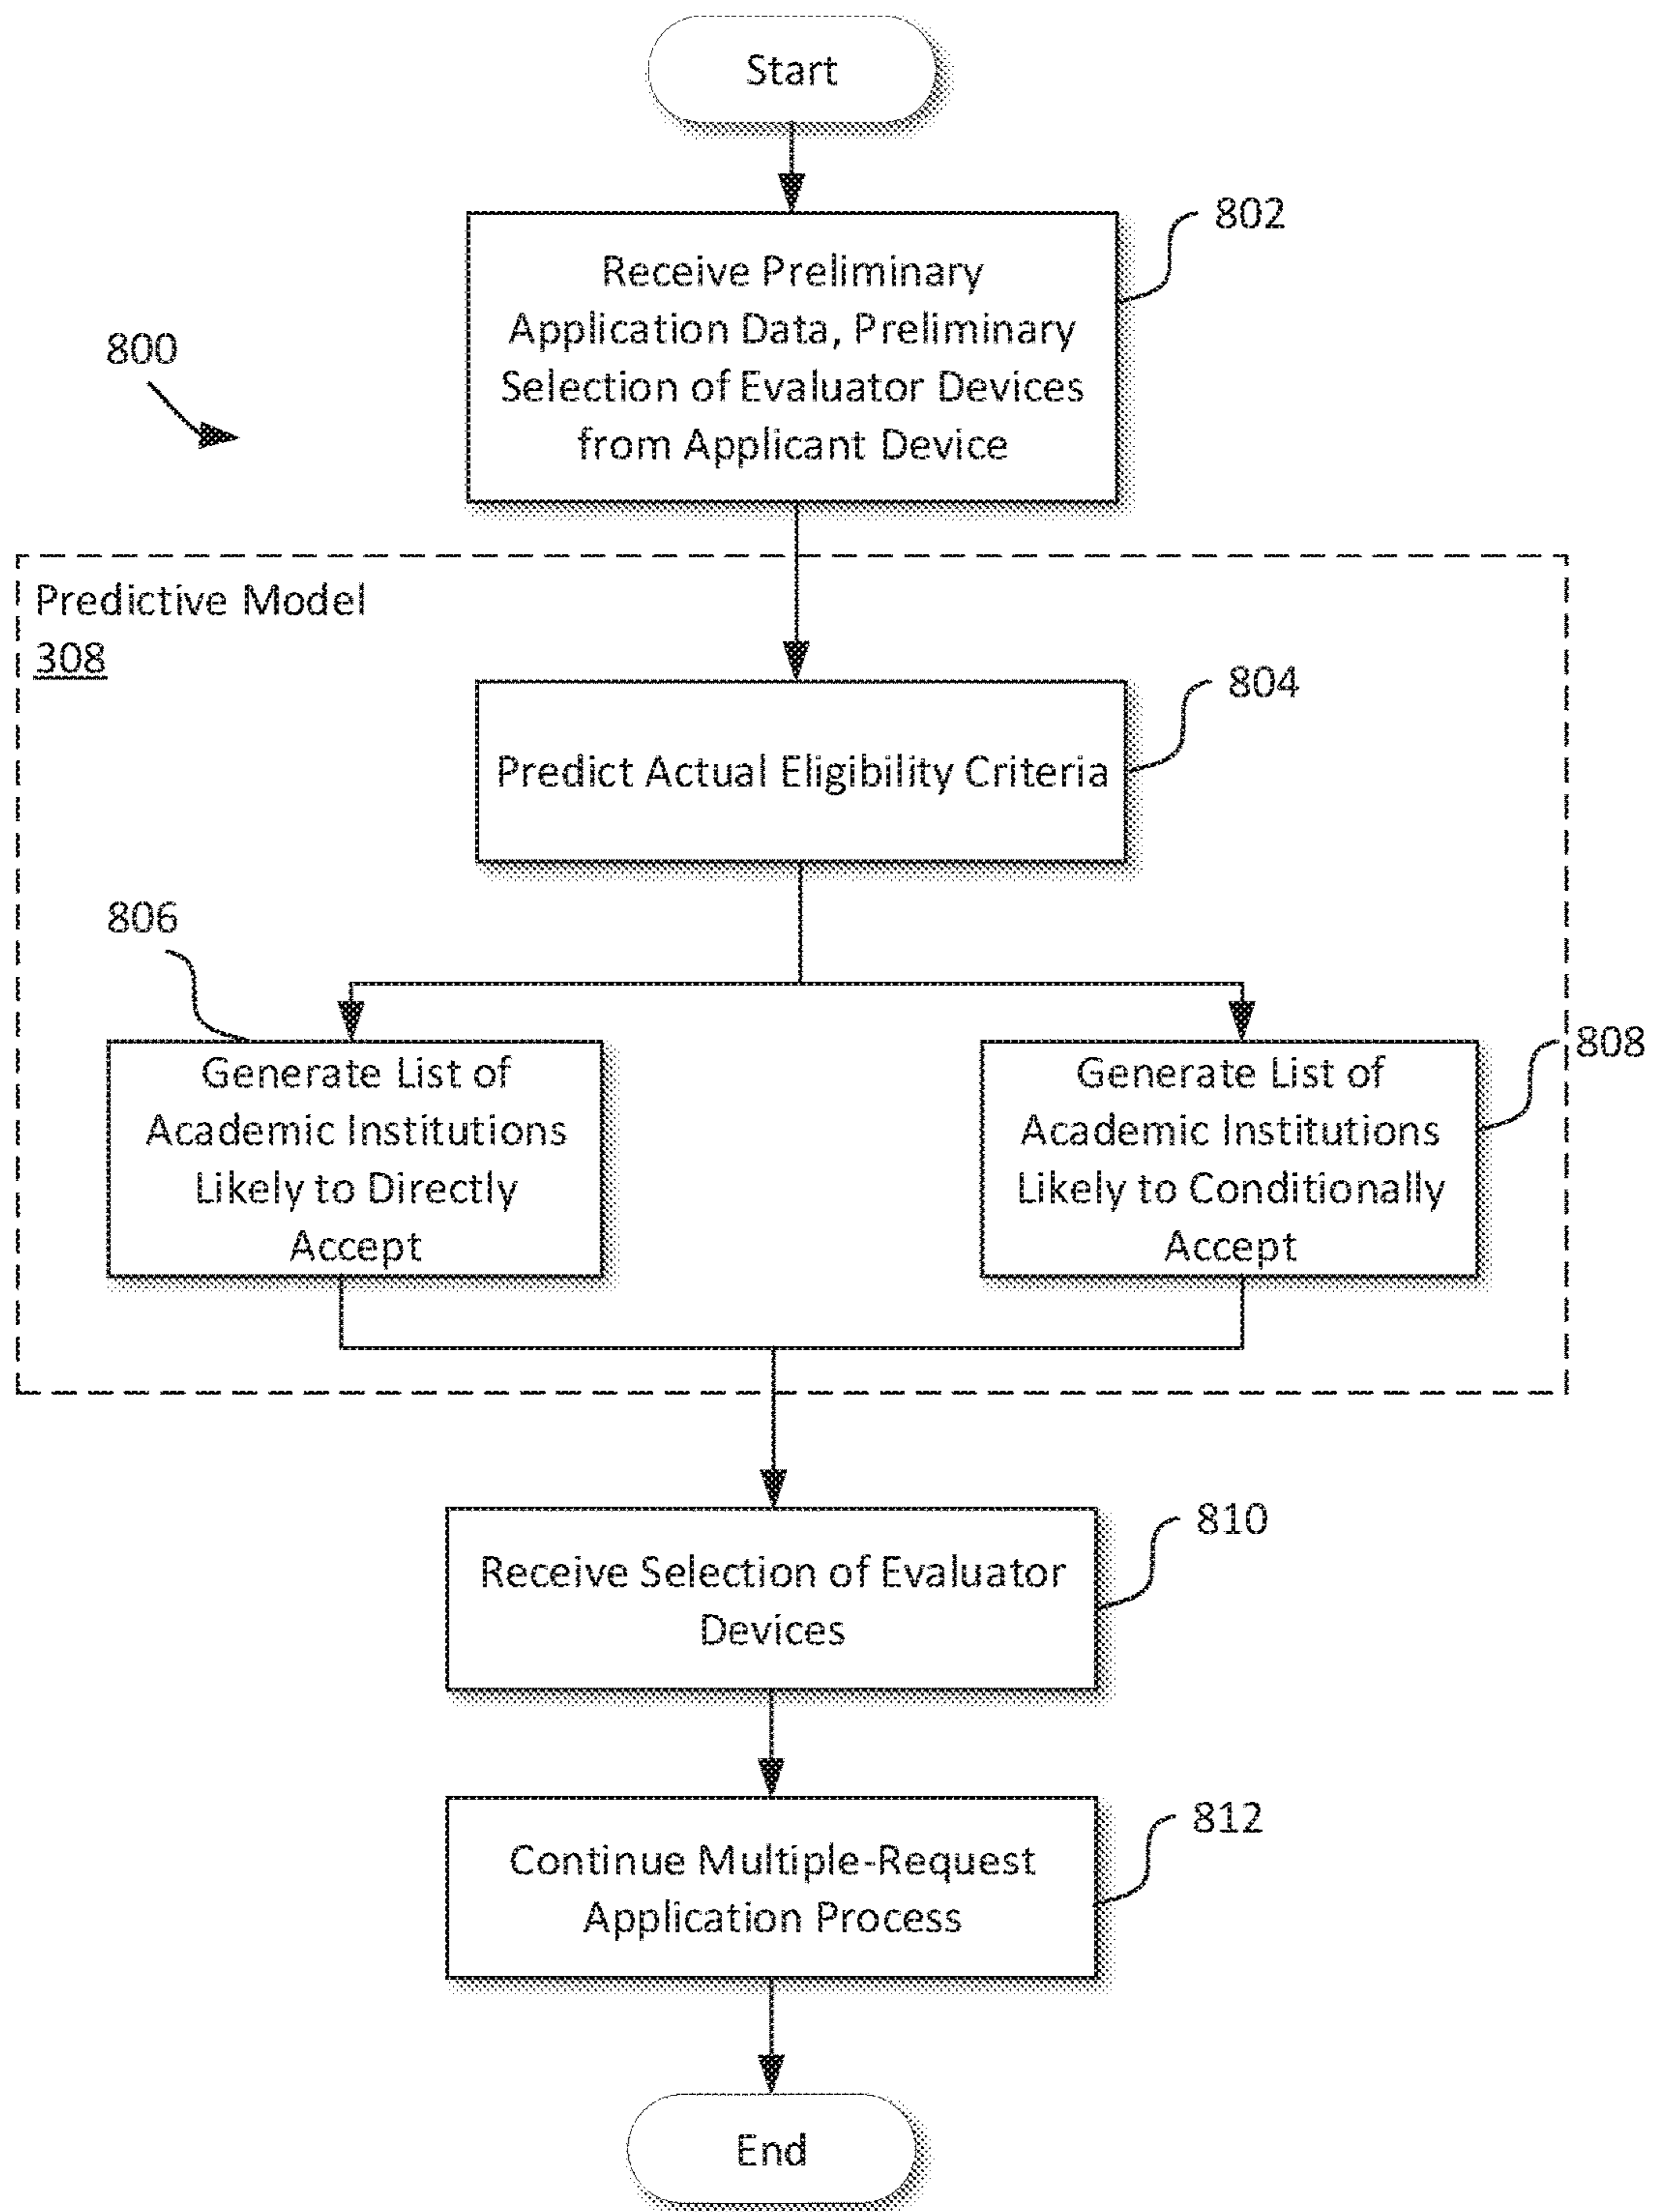 Start
802
Receive Preliminary
Application Data, Preliminary
Selection of Evaluator Devices
from Applicant Device
800
Predictive Model
308
804
Predict Actual Eligibility Criteria
806
Generate List of
Academic Institutions
Likely to Directly
Accept
808
Generate List of
Academic Institutions
Likely to Conditionally
Accept
810
Receive Selection of Evaluator
Devices
812
Continue Multiple-Request
Application Process
End